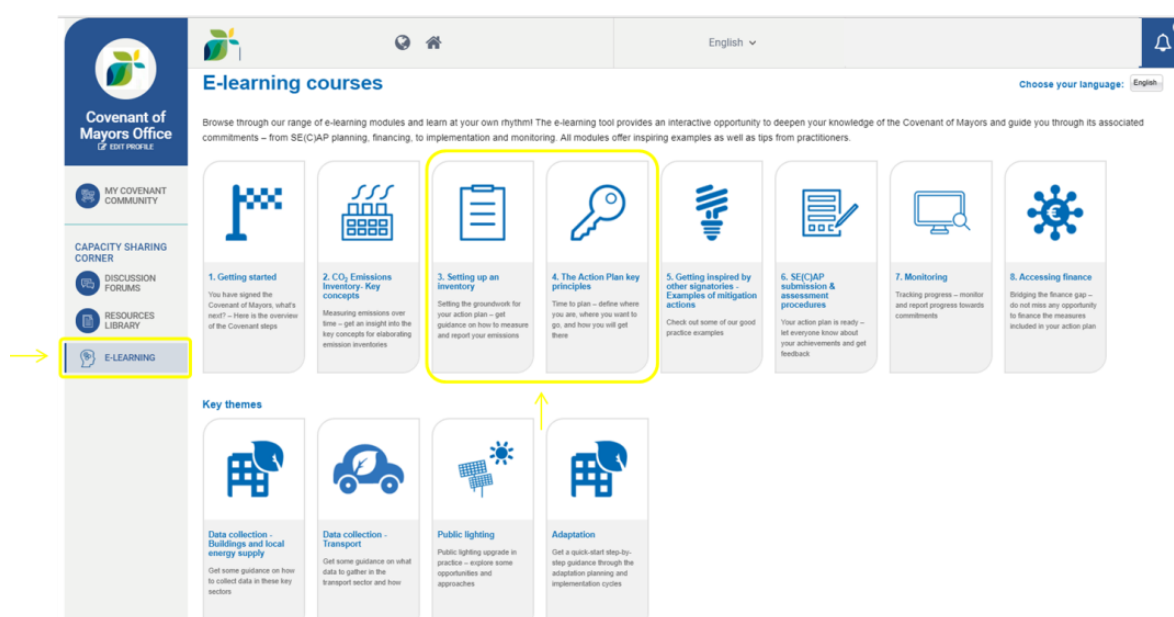 English
E-learning courses
Choose your language: English
Covenant of
Mayors Office
EDIT PROFILE
Browse through our range of e-learning modules and learn at your own rhythm! The e-learning tool provides an interactive opportunity to deepen your knowledge of the Covenant of Mayors and guide you through its associated
commitments – from SE(C)AP planning, financing, to implementation and monitoring. All modules offer inspiring examples as well as tips from practitioners.
MY COVENANT
COMMUNITY
CAPACITY SHARING
CORNER
DISCUSSION
FORUMS
RESOURCES
LIBRARY
E-LEARNING
1. Getting started
You have signed the
Covenant of Mayors, what's
next? – Here is the overview
of the Covenant steps
2. CO₂ Emissions
Inventory- Key
concepts
Measuring emissions over
time – get an insight into the
key concepts for elaborating
emission inventories
3. Setting up an
inventory
Setting the groundwork for
your action plan – get
guidance on how to measure
and report your emissions
4. The Action Plan key
principles
Time to plan – define where
you are, where you want to
go, and how you will get
there
5. Getting inspired by
other signatories -
Examples of mitigation
actions
Check out some of our good
practice examples
6. SE(C)AP
submission &
assessment
procedures
Your action plan is ready –
let everyone know about
your achievements and get
feedback
7. Monitoring
Tracking progress – monitor
and report progress towards
commitments
8. Accessing finance
Bridging the finance gap –
do not miss any opportunity
to finance the measures
included in your action plan
Key themes
Data collection -
Buildings and local
energy supply
Get some guidance on how
to collect data in these key
sectors
Data collection -
Transport
Get some guidance on what
data to gather in the
transport sector and how
Public lighting
Public lighting upgrade in
practice – explore some
opportunities and
approaches
Adaptation
Get a quick-start step-by-
step guidance through the
adaptation planning and
implementation cycles